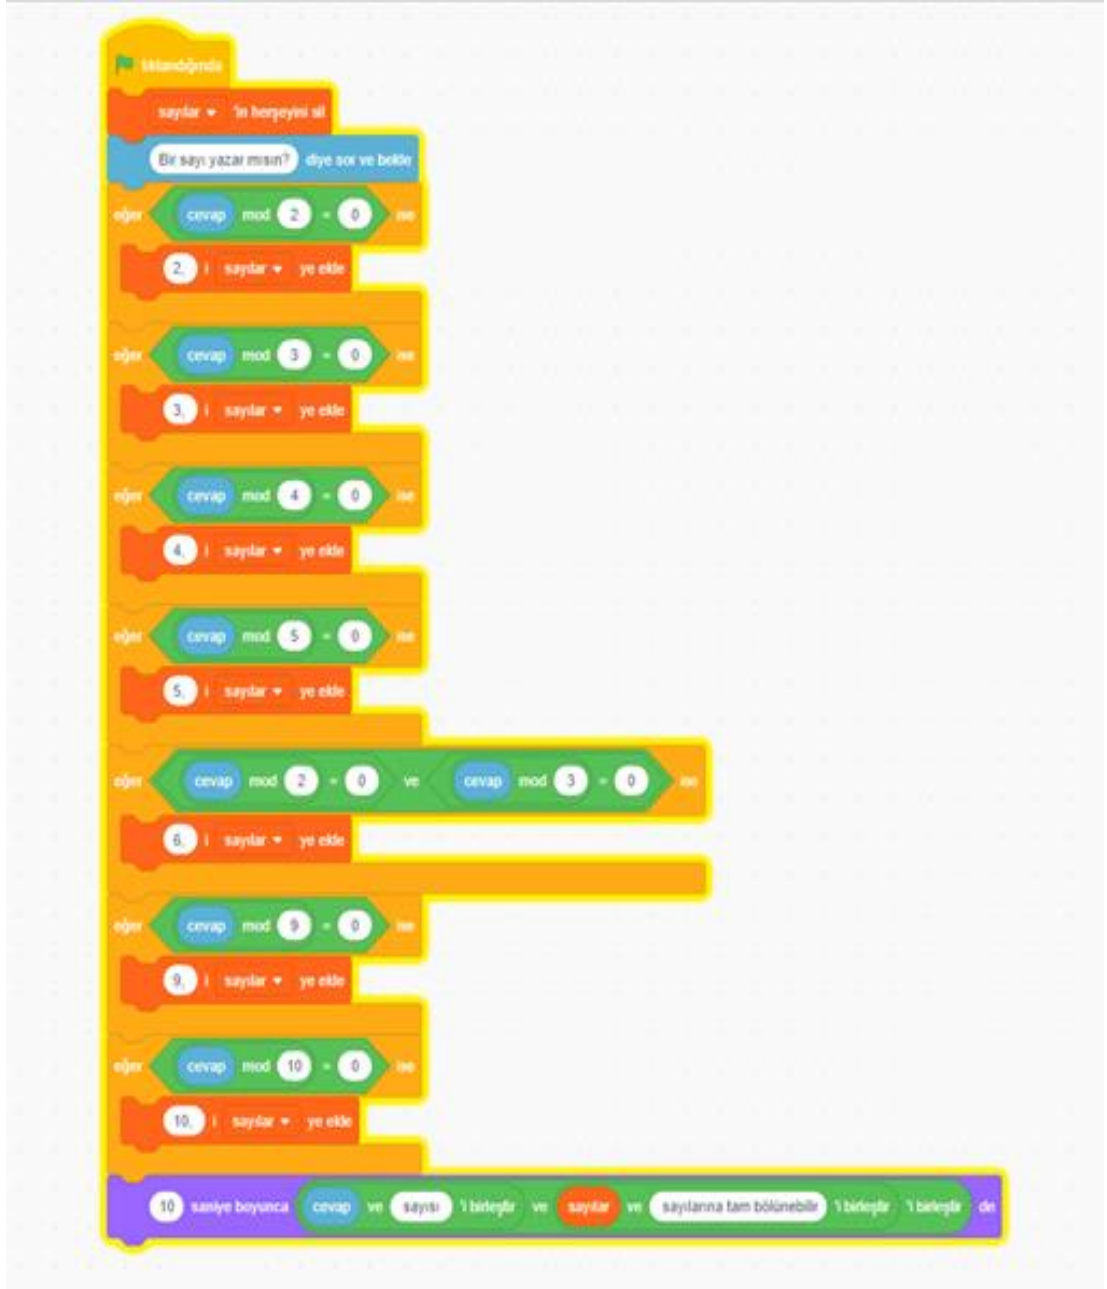 tıklandığında
sayılar 'in herşeyini sil
Bir sayı yazar mısın? diye sor ve bekle
eğer cevap mod 2 = 0 ise
2, i sayılar ye ekle
eğer cevap mod 3 = 0 ise
3, i sayılar ye ekle
eğer cevap mod 4 = 0 ise
4, i sayılar ye ekle
eğer cevap mod 5 = 0 ise
5, i sayılar ye ekle
eğer cevap mod 2 = 0 ve cevap mod 3 = 0 ise
6, i sayılar ye ekle
eğer cevap mod 9 = 0 ise
9, i sayılar ye ekle
eğer cevap mod 10 = 0 ise
10, i sayılar ye ekle
10 saniye boyunca cevap ve sayısı 'i birleştir ve sayılar ve sayılarına tam bölünebilir 'i birleştir 'i birleştir de